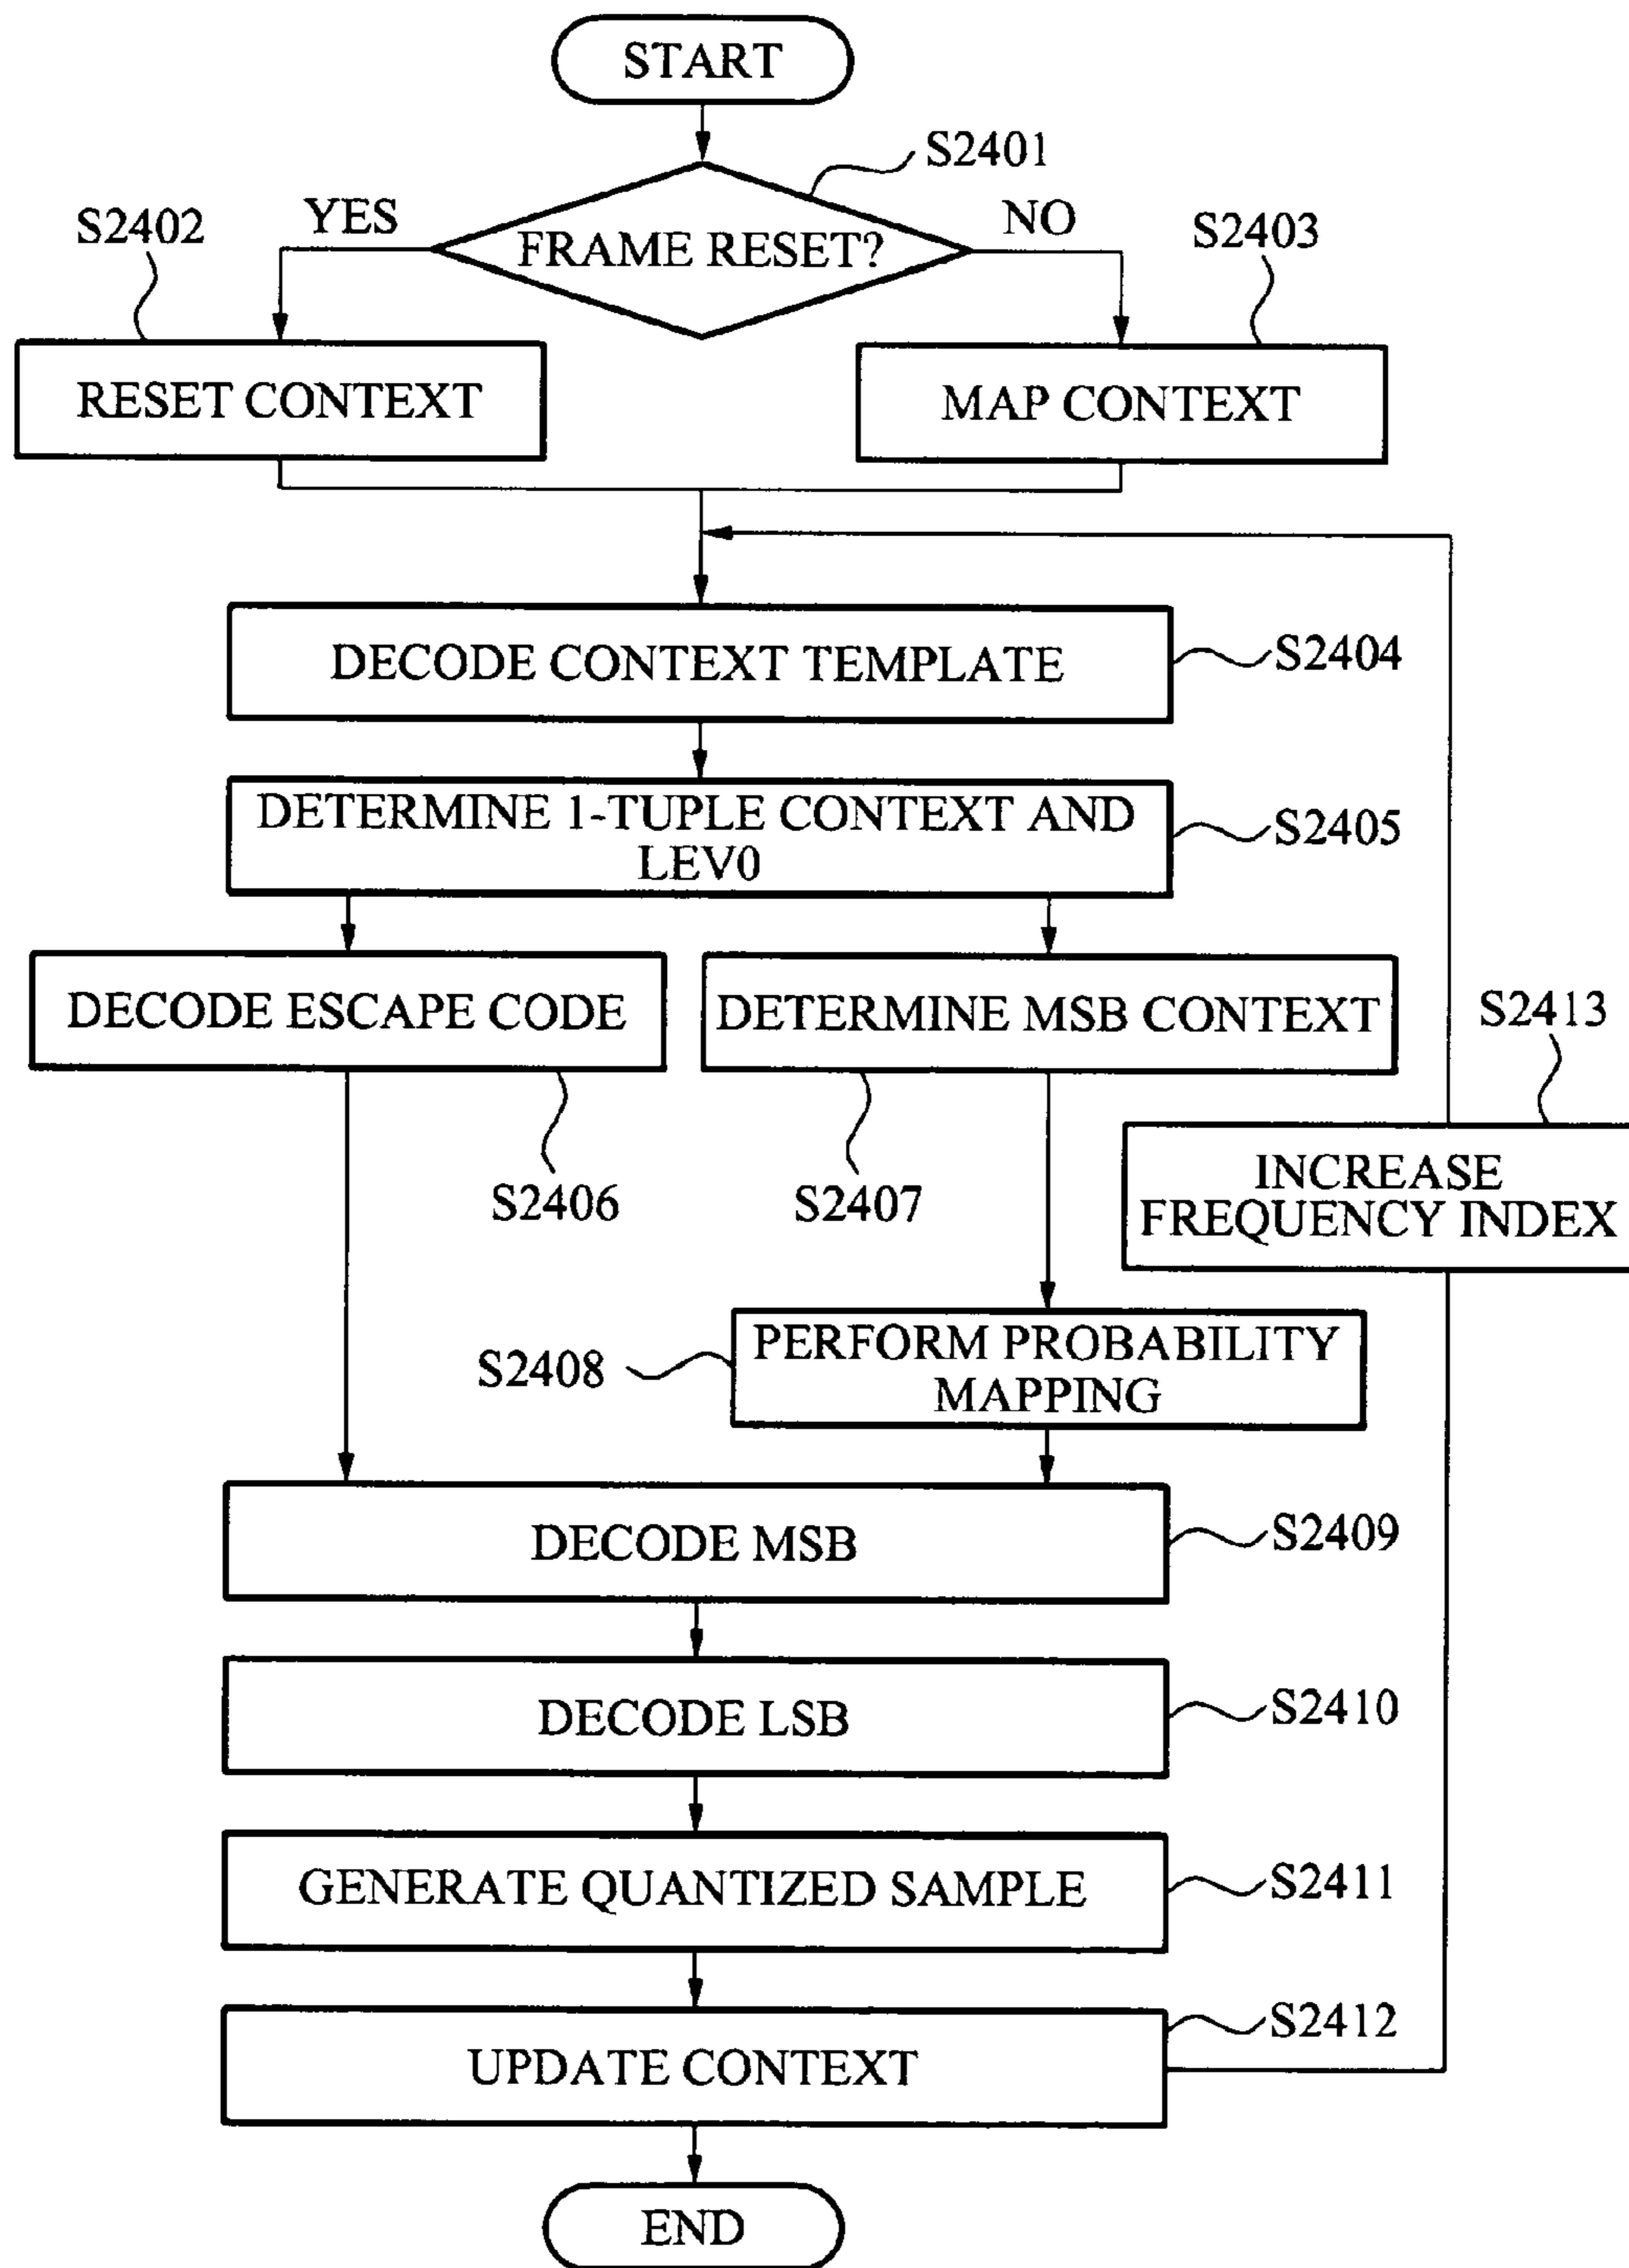 START
S2401
YES
NO
S2402
S2403
FRAME RESET?
RESET CONTEXT
MAP CONTEXT
DECODE CONTEXT TEMPLATE
S2404
DETERMINE 1-TUPLE CONTEXT AND
LEV0
S2405
DECODE ESCAPE CODE
DETERMINE MSB CONTEXT
S2413
S2406
S2407
INCREASE
FREQUENCY INDEX
S2408
PERFORM PROBABILITY
MAPPING
DECODE MSB
S2409
DECODE LSB
S2410
GENERATE QUANTIZED SAMPLE
S2411
UPDATE CONTEXT
S2412
END